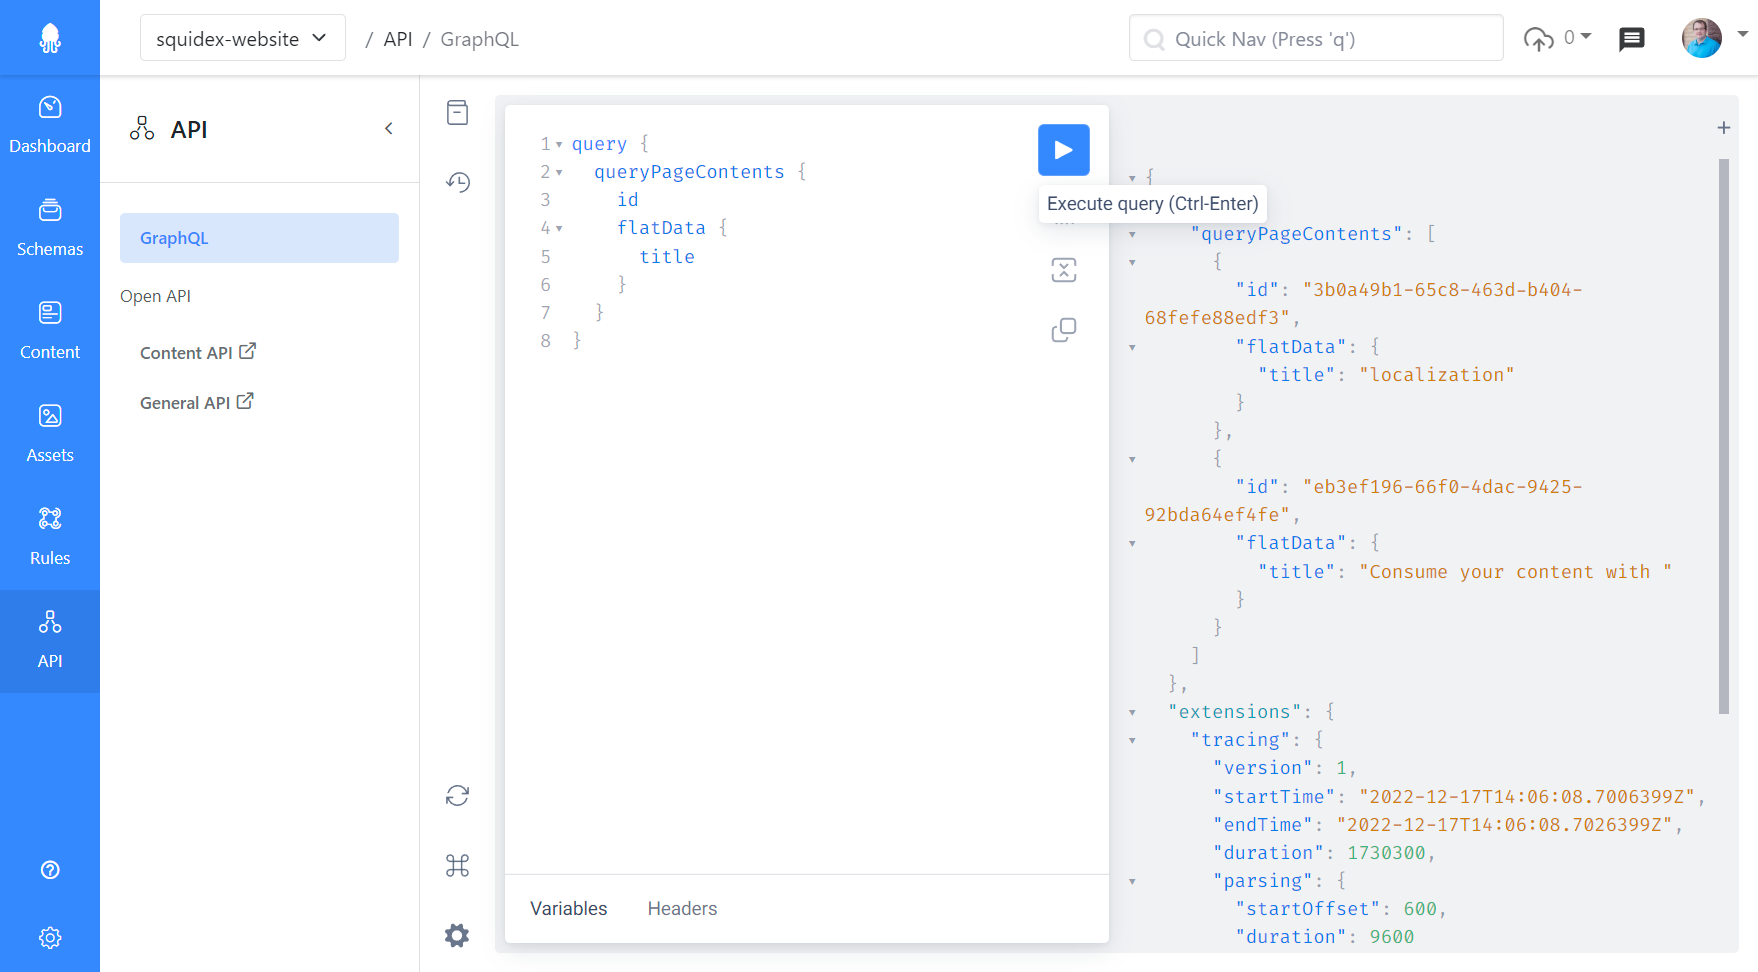 squidex-website / API / GraphQL
Quick Nav (Press 'q')
0
Dashboard
Schemas
Content
Assets
Rules
API
API
GraphQL
Open API
Content API
General API
1 query {
2 queryPageContents {
3 id
4 flatData {
5 title
6 }
7 }
8 }
Execute query (Ctrl-Enter)
Variables Headers
{
"queryPageContents": [
{
"id": "3b0a49b1-65c8-463d-b404-
68fefe88edf3",
"flatData": {
"title": "localization"
}
},
{
"id": "eb3ef196-66f0-4dac-9425-
92bda64ef4fe",
"flatData": {
"title": "Consume your content with "
}
}
]
},
"extensions": {
"tracing": {
"version": 1,
"startTime": "2022-12-17T14:06:08.7006399Z",
"endTime": "2022-12-17T14:06:08.7026399Z",
"duration": 1730300,
"parsing": {
"startOffset": 600,
"duration": 9600